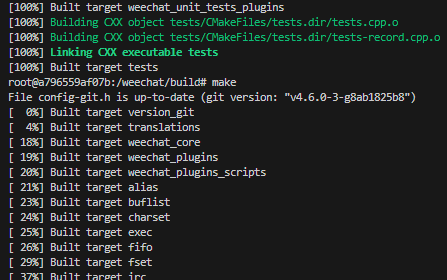 [100%] Built target weechat_unit_tests_plugins
[100%] Building CXX object tests/CMakeFiles/tests.dir/tests.cpp.o
[100%] Building CXX object tests/CMakeFiles/tests.dir/tests-record.cpp.o
[100%] Linking CXX executable tests
[100%] Built target tests
root@a796559af07b:/weechat/build# make
File config-git.h is up-to-date (git version: "v4.6.0-3-g8ab1825b8")
[  0%] Built target version_git
[  4%] Built target translations
[ 18%] Built target weechat_core
[ 19%] Built target weechat_plugins
[ 20%] Built target weechat_plugins_scripts
[ 21%] Built target alias
[ 23%] Built target buflist
[ 24%] Built target charset
[ 25%] Built target exec
[ 26%] Built target fifo
[ 29%] Built target fset
[ 37%] Built target irc